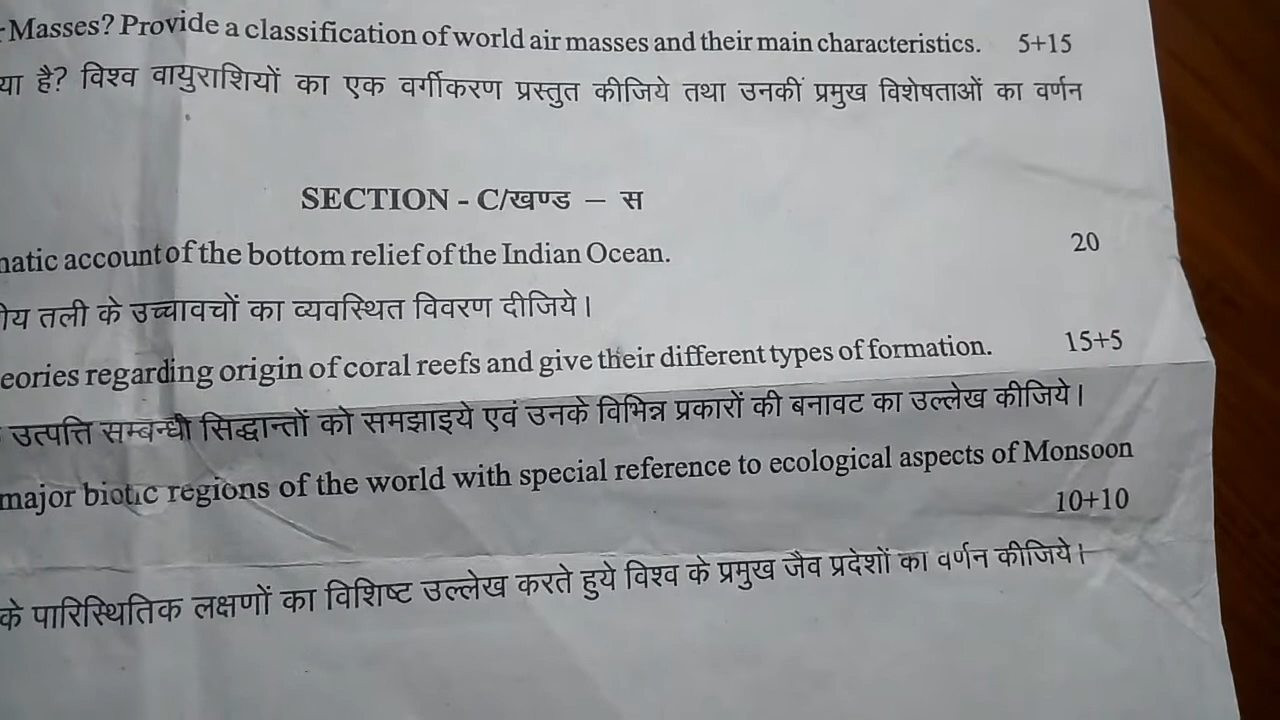 Masses? Provide a classification of world air masses and their main characteristics. 5+15
है? विश्व वायुराशियों का एक वर्गीकरण प्रस्तुत कीजिये तथा उनकीं प्रमुख विशेषताओं का वर्णन
SECTION - C/खण्ड – स
account of the bottom relief of the Indian Ocean. 20
तली के उच्चावचों का व्यवस्थित विवरण दीजिये।
regarding origin of coral reefs and give their different types of formation. 15+5
उत्पत्ति सम्बन्धी सिद्धान्तों को समझाइये एवं उनके विभिन्न प्रकारों की बनावट का उल्लेख कीजिये।
major biotic regions of the world with special reference to ecological aspects of Monsoon
10+10
के पारिस्थितिक लक्षणों का विशिष्ट उल्लेख करते हुये विश्व के प्रमुख जैव प्रदेशों का वर्णन कीजिये।